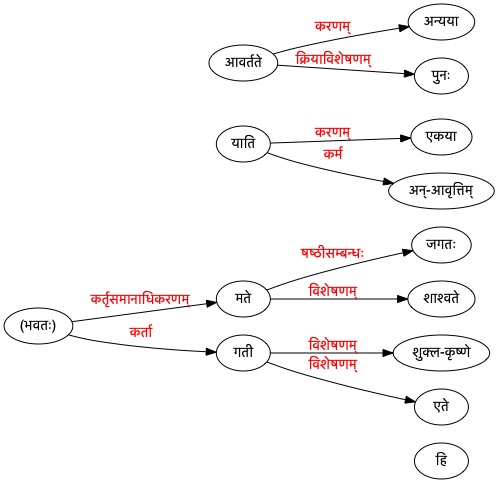 करणम्
अन्यया
आवर्तते
क्रियाविशेषणम्
पुनः
करणम्
एकया
याति
कर्म
अन्-आवृत्तिम्
षष्ठीसम्बन्धः
जगतः
कर्तृसमानाधिकरणम्
मते
विशेषणम्
शाश्वते
(भवतः)
कर्ता
गती
विशेषणम्
शुक्ल-कृष्णे
विशेषणम्
एते
हि